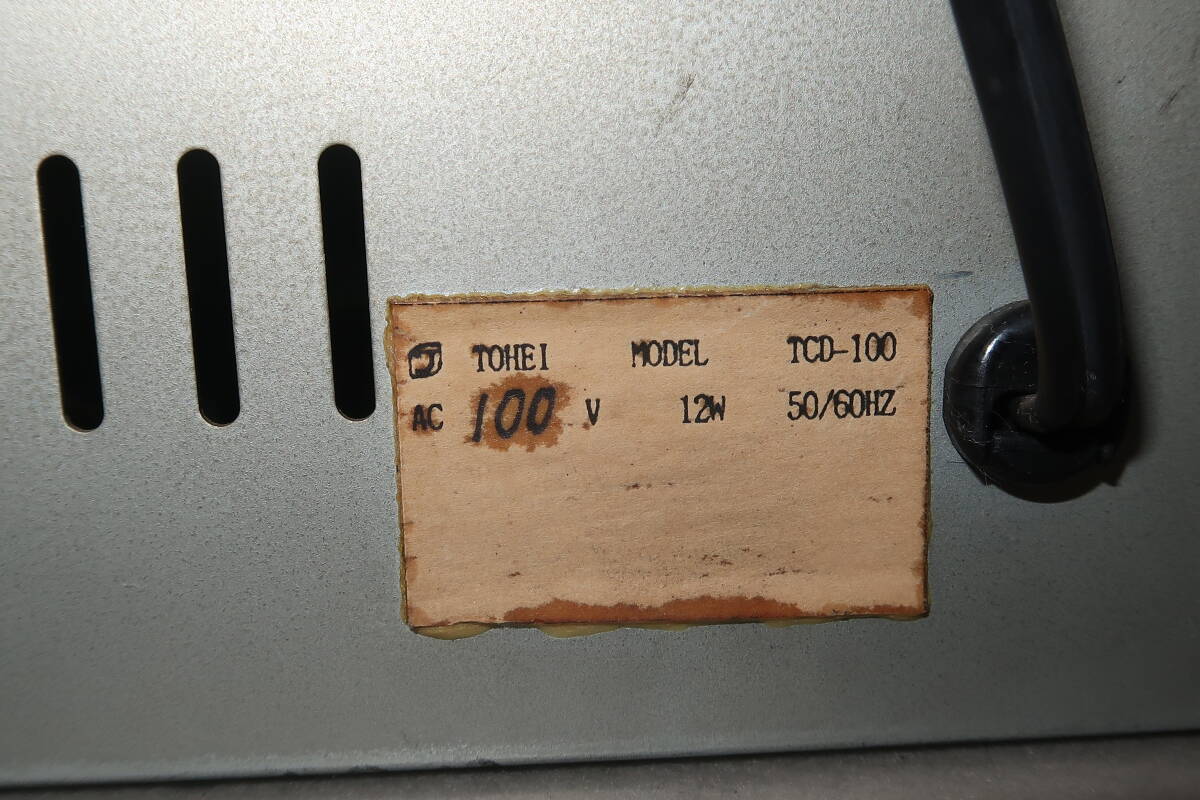 TOHEI MODEL TCD-100
AC 100 V 12W 50/60HZ